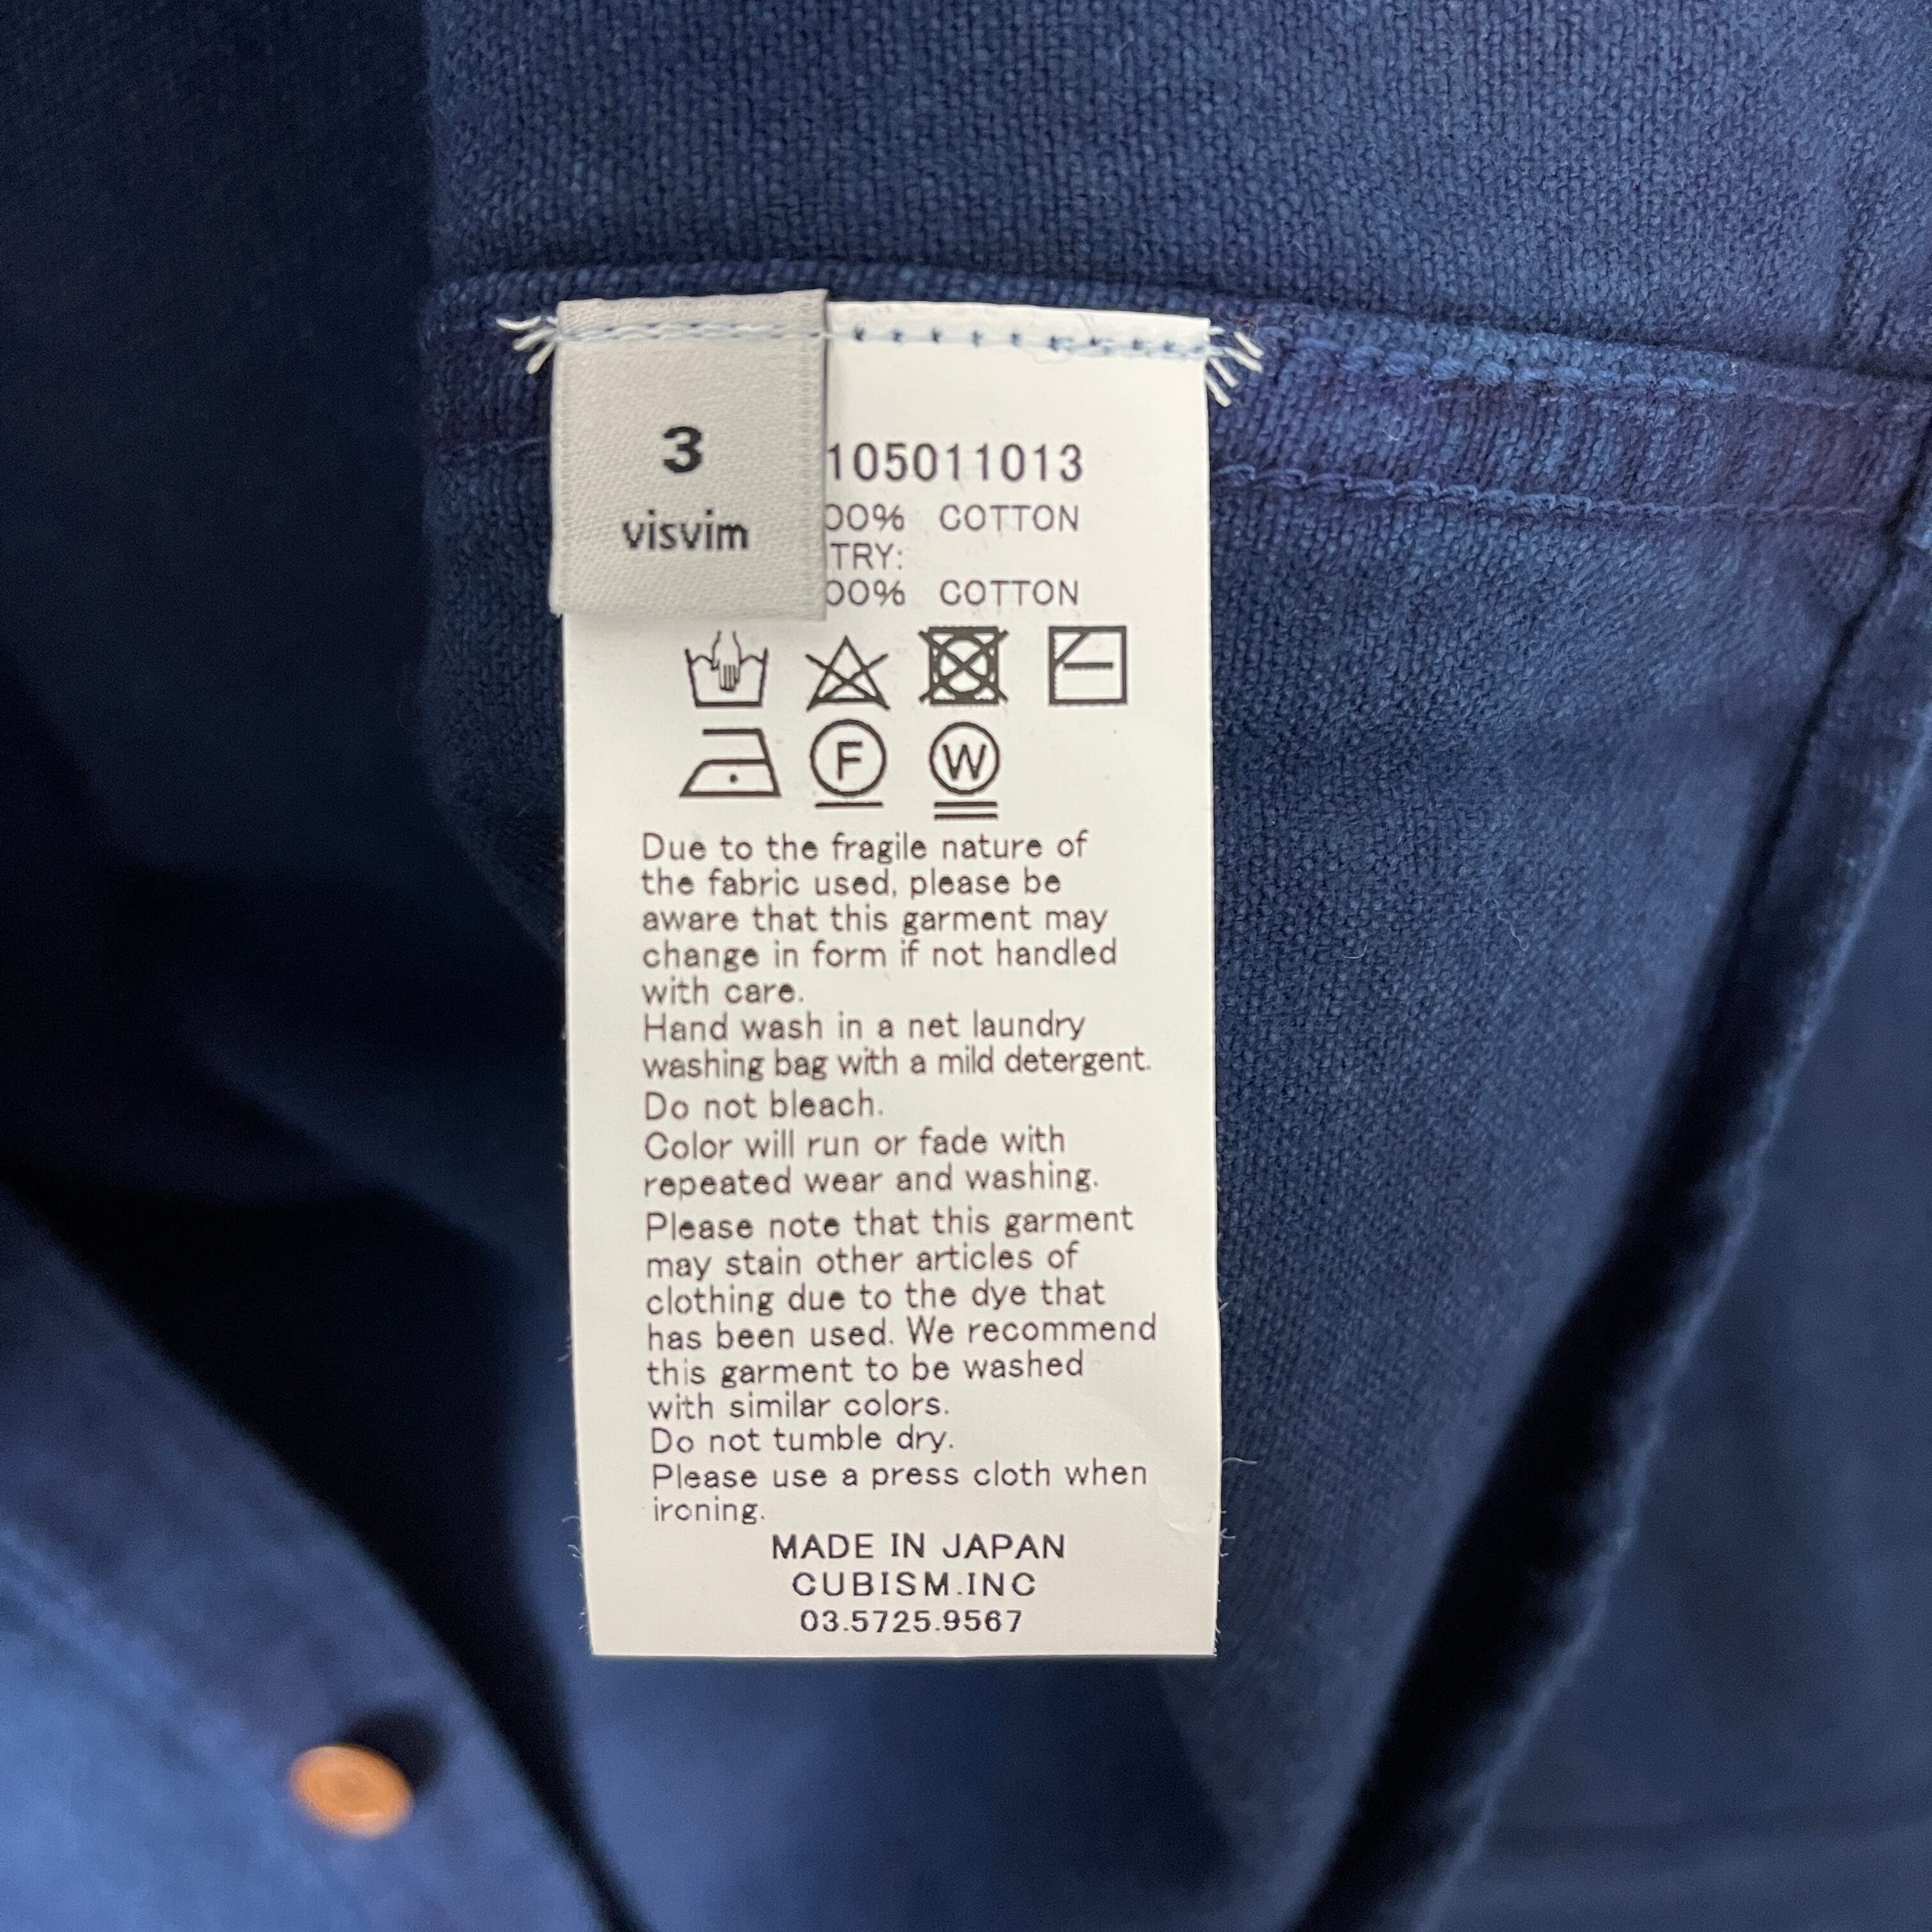 3
visvim
105011013
00% COTTON
TRY:
00% COTTON
F
W
Due to the fragile nature of
the fabric used, please be
aware that this garment may
change in form if not handled
with care.
Hand wash in a net laundry
washing bag with a mild detergent.
Do not bleach.
Color will run or fade with
repeated wear and washing.
Please note that this garment
may stain other articles of
clothing due to the dye that
has been used. We recommend
this garment to be washed
with similar colors.
Do not tumble dry.
Please use a press cloth when
ironing.
MADE IN JAPAN
CUBISM.INC
03.5725.9567